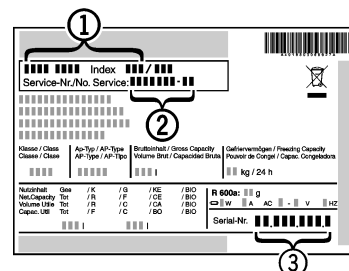 1
Index /
Service-Nr./No. Service: -
2
Klasse / Class
Classe / Clase
Ap-Typ / AP-Type
AP-Type / AP-Tipo
Bruttoinhalt / Gross Capacity
Volume Brut / Capacidad Bruta
l
Gefriervermögen / Freezing Capacity
Pouvoir de Congel / Capac. Congeladora
kg / 24 h
Nutzinhalt Ges / K / G / KE / BIO
Net.Capacity Tot / R / F / CE / BIO
Volume Utile Tot / R / C / CA / BIO
Capac. Util Tot / F / C / BO / BIO
l l
R 600a: g
W A AC - V HZ
Serial-Nr. . . .
3